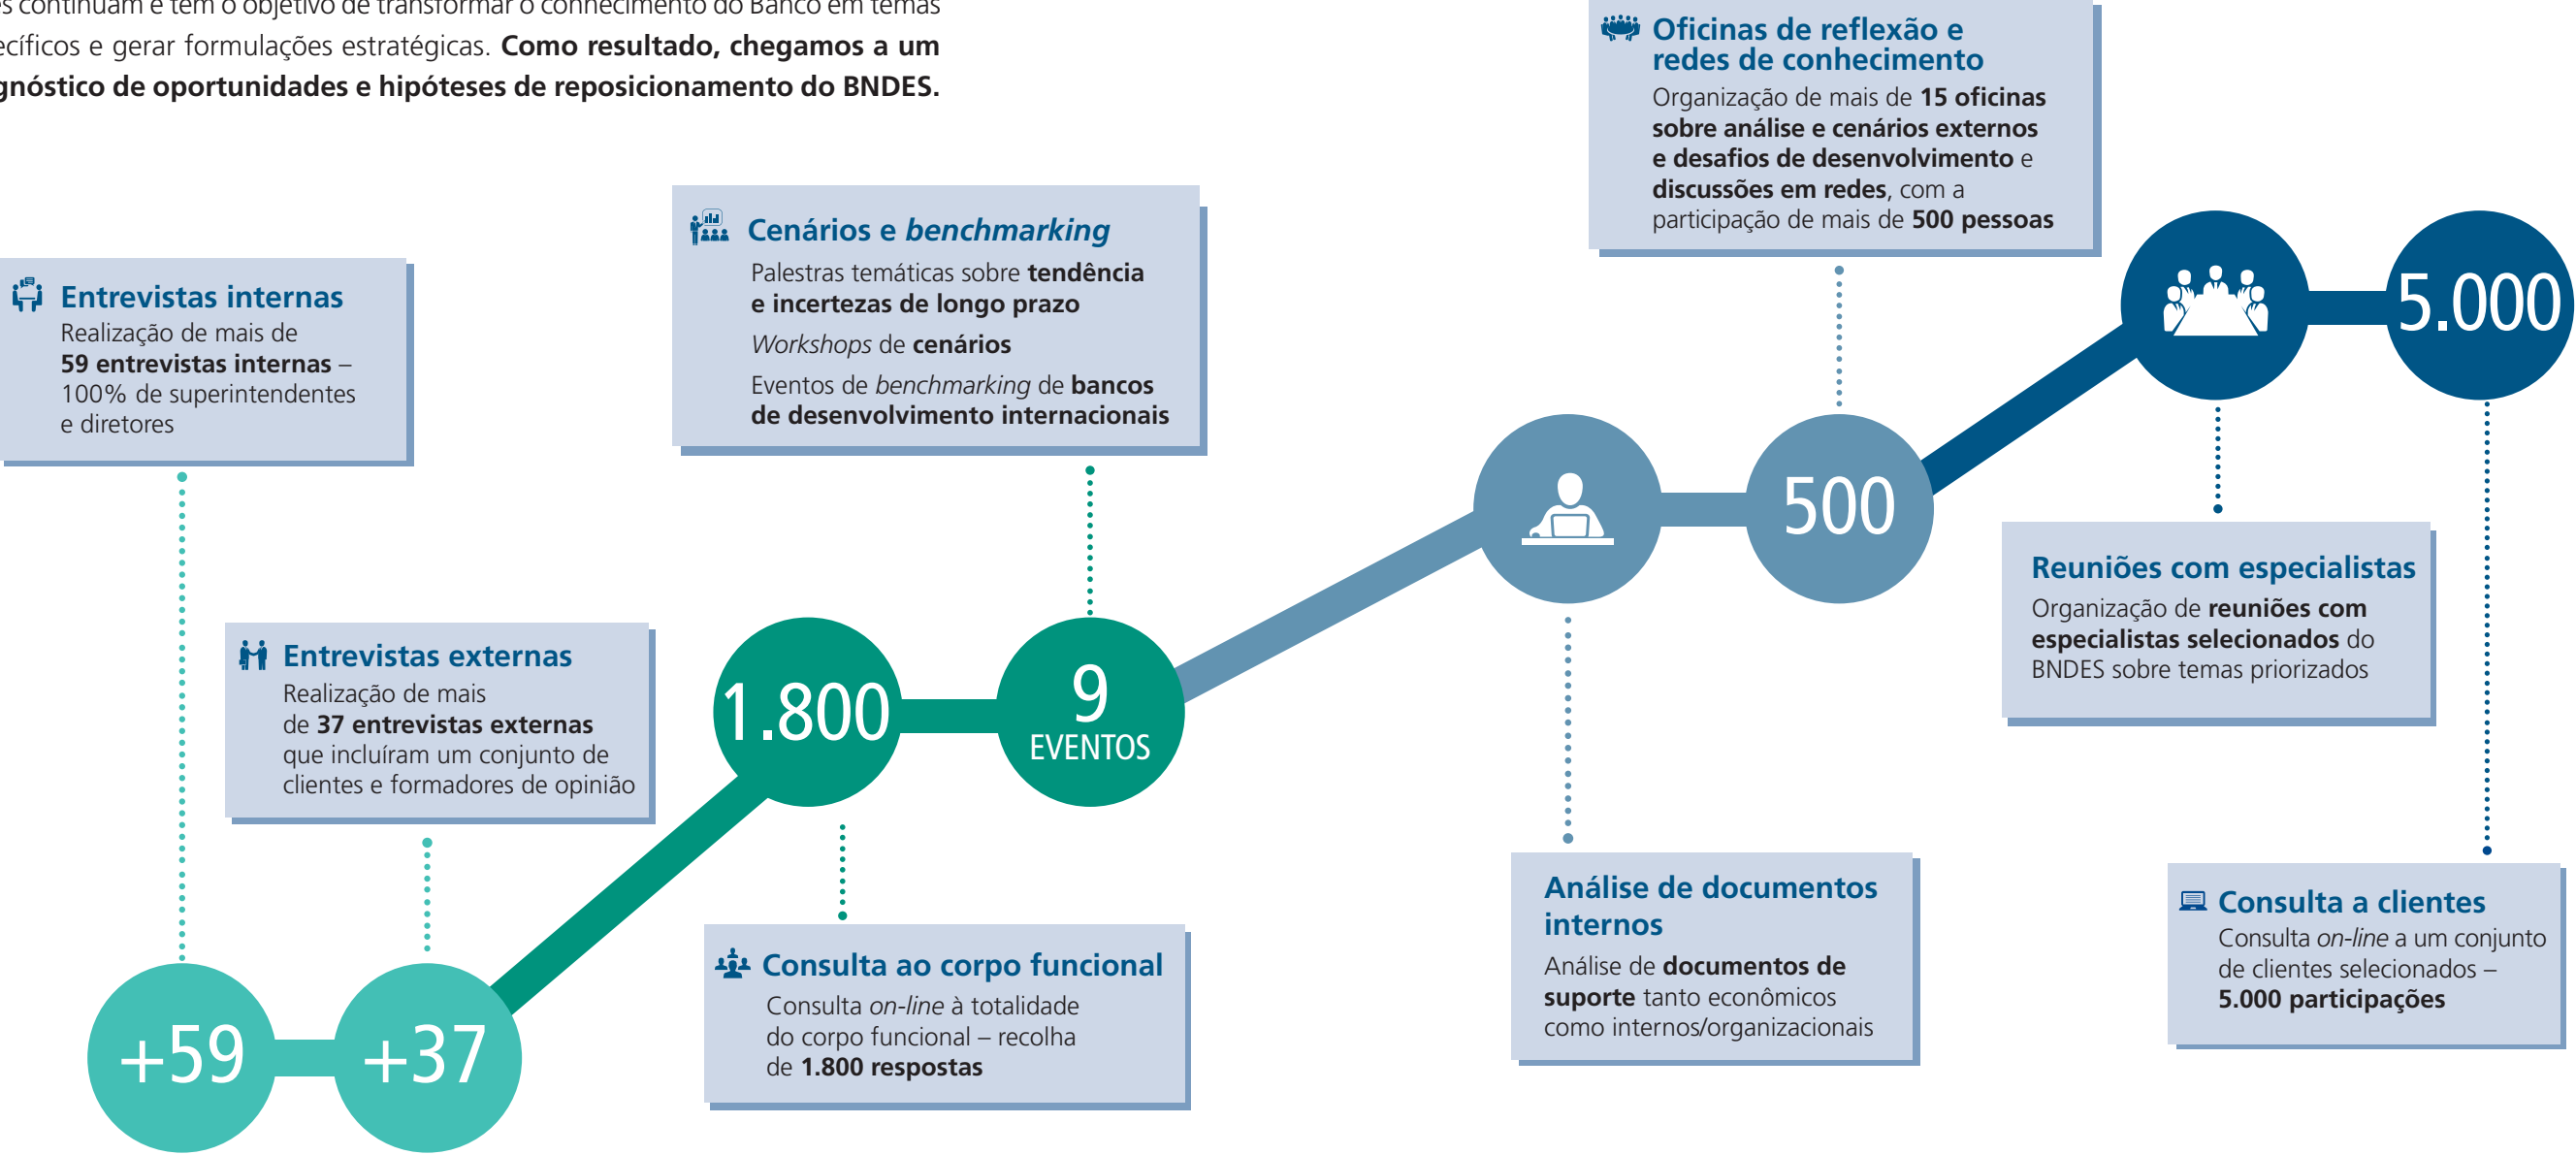 continuam e têm o objetivo de transformar o conhecimento do Banco em temas
e gerar formulações estratégicas. Como resultado, chegamos a um
de oportunidades e hipóteses de reposicionamento do BNDES.
Entrevistas internas
Realização de mais de
59 entrevistas internas –
100% de superintendentes
e diretores
Entrevistas externas
Realização de mais
de 37 entrevistas externas
que incluíram um conjunto de
clientes e formadores de opinião
+59
+37
Cenários e benchmarking
Palestras temáticas sobre tendência
e incertezas de longo prazo
Workshops de cenários
Eventos de benchmarking de bancos
de desenvolvimento internacionais
1.800
9
EVENTOS
Consulta ao corpo funcional
Consulta on-line à totalidade
do corpo funcional – recolha
de 1.800 respostas
Oficinas de reflexão e
redes de conhecimento
Organização de mais de 15 oficinas
sobre análise e cenários externos
e desafios de desenvolvimento e
discussões em redes, com a
participação de mais de 500 pessoas
500
Análise de documentos
internos
Análise de documentos de
suporte tanto econômicos
como internos/organizacionais
5.000
Reuniões com especialistas
Organização de reuniões com
especialistas selecionados do
BNDES sobre temas priorizados
Consulta a clientes
Consulta on-line a um conjunto
de clientes selecionados –
5.000 participações